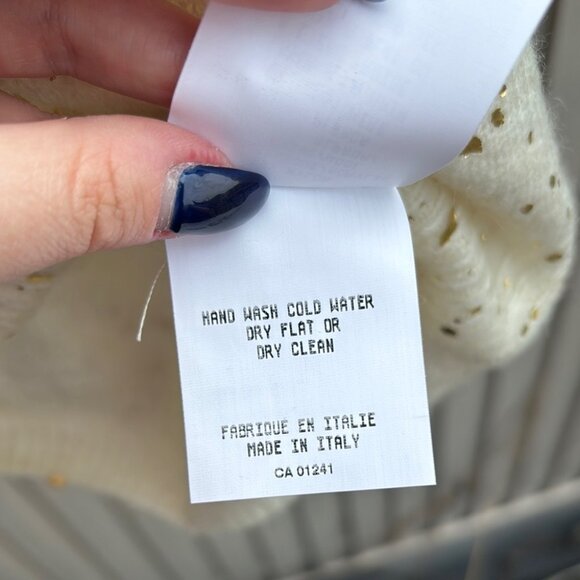 HAND WASH COLD WATER
DRY FLAT OR
DRY CLEAN
FABRIQUE EN ITALIE
MADE IN ITALY
CA 01241